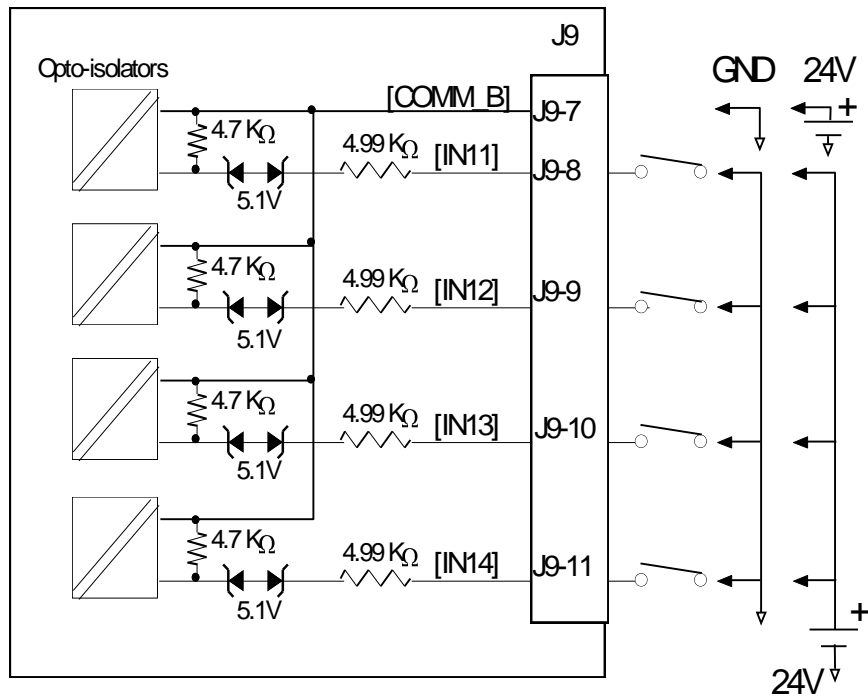 J9
Opto-isolators
GND 24V
[COMM_B] J9-7
+
4.7 KΩ
4.99 KΩ [IN11] J9-8
5.1V
4.7 KΩ
4.99 KΩ [IN12] J9-9
5.1V
4.7 KΩ
4.99 KΩ [IN13] J9-10
5.1V
4.7 KΩ
4.99 KΩ [IN14] J9-11
5.1V
+
24V